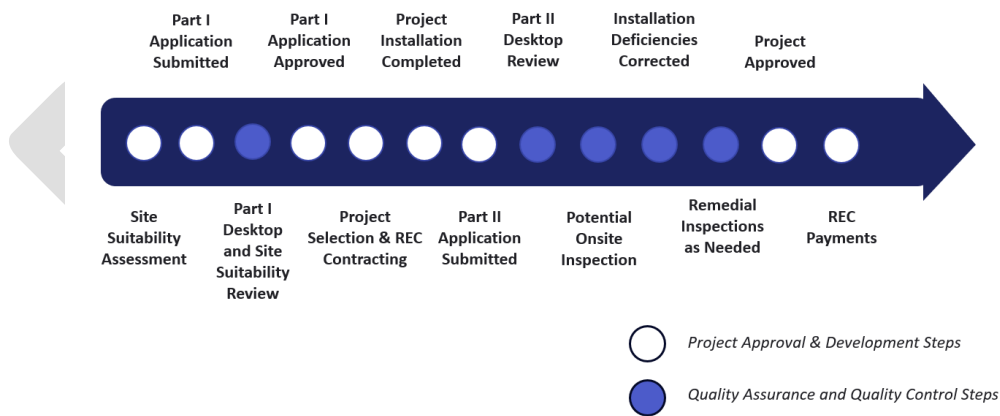 Part I
Application
Submitted
Part I
Application
Approved
Project
Installation
Completed
Part II
Desktop
Review
Installation
Deficiencies
Corrected
Project
Approved
Site
Suitability
Assessment
Part I
Desktop
and Site
Suitability
Review
Project
Selection & REC
Contracting
Part II
Application
Submitted
Potential
Onsite
Inspection
Remedial
Inspections
as Needed
REC
Payments
Project Approval & Development Steps
Quality Assurance and Quality Control Steps